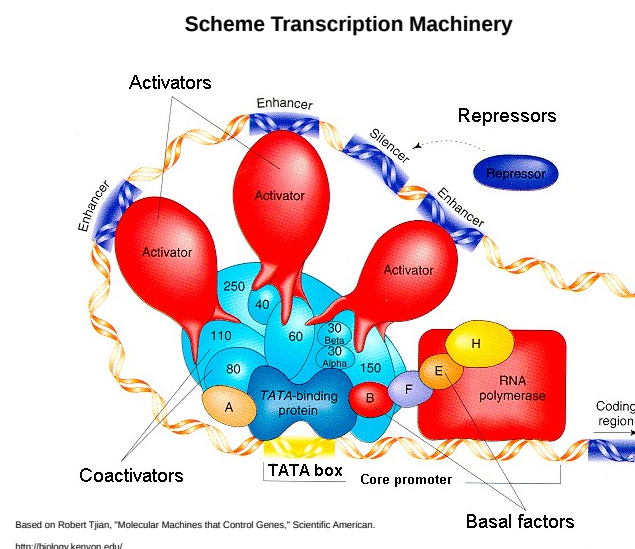 Scheme Transcription Machinery
Activators
Enhancer
Silencer
Repressors
Repressor
Enhancer
Enhancer
Activator
Activator
Activator
250
40
110
60
30
Beta
30
Alpha
80
150
H
E
F
B
A
RNA
polymerase
TATA-binding
protein
Coding
region
TATA box
Core promoter
Coactivators
Basal factors
Based on Robert Tjian, "Molecular Machines that Control Genes," Scientific American.
http://biology.kenyon.edu/